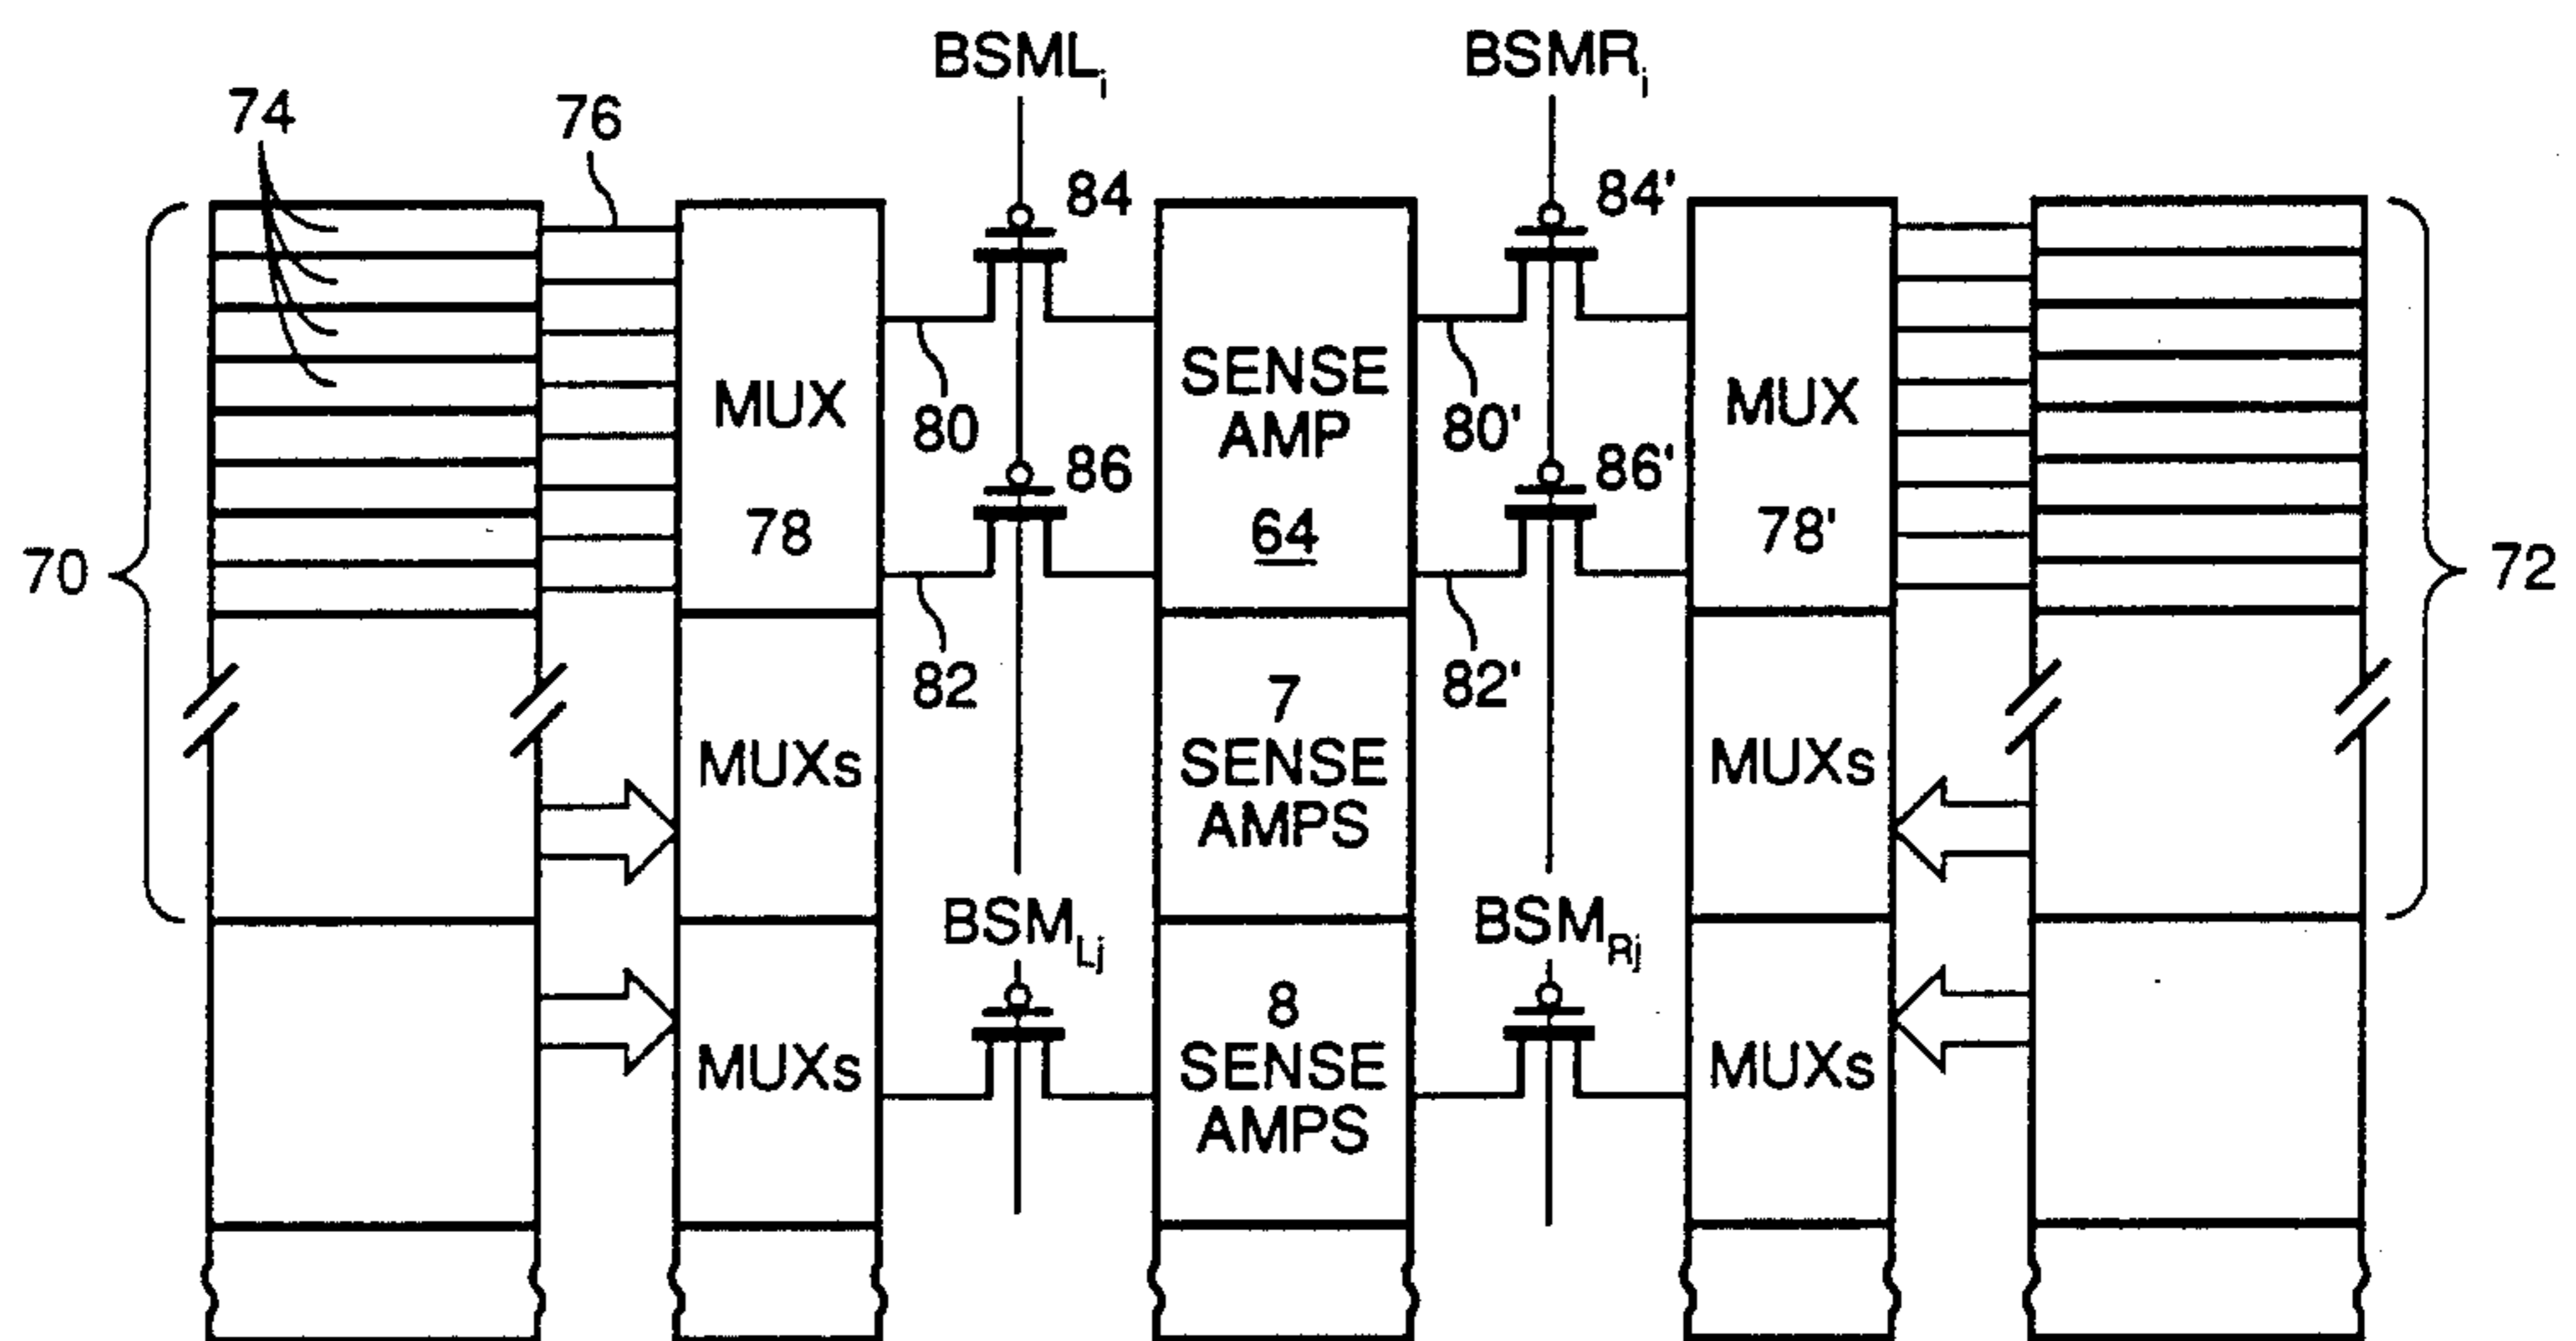 BSMLi
BSMRi
74
76
84
84'
MUX
78
80
SENSE
AMP
64
80'
MUX
78'
86
86'
70
72
82
82'
MUXs
7
SENSE
AMPS
MUXs
BSMLj
BSMRj
MUXs
8
SENSE
AMPS
MUXs